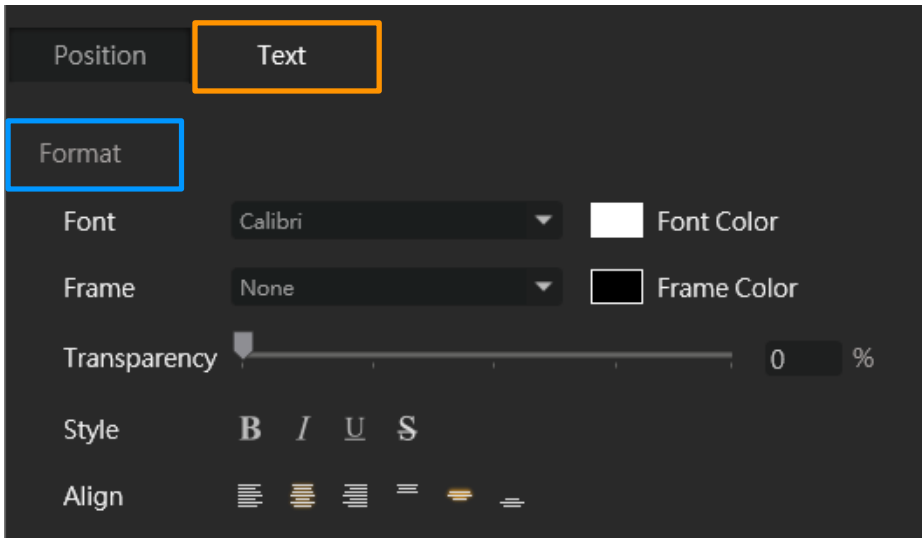 Position Text
Format
Font Calibri Font Color
Frame None Frame Color
Transparency 0 %
Style B I U S
Align